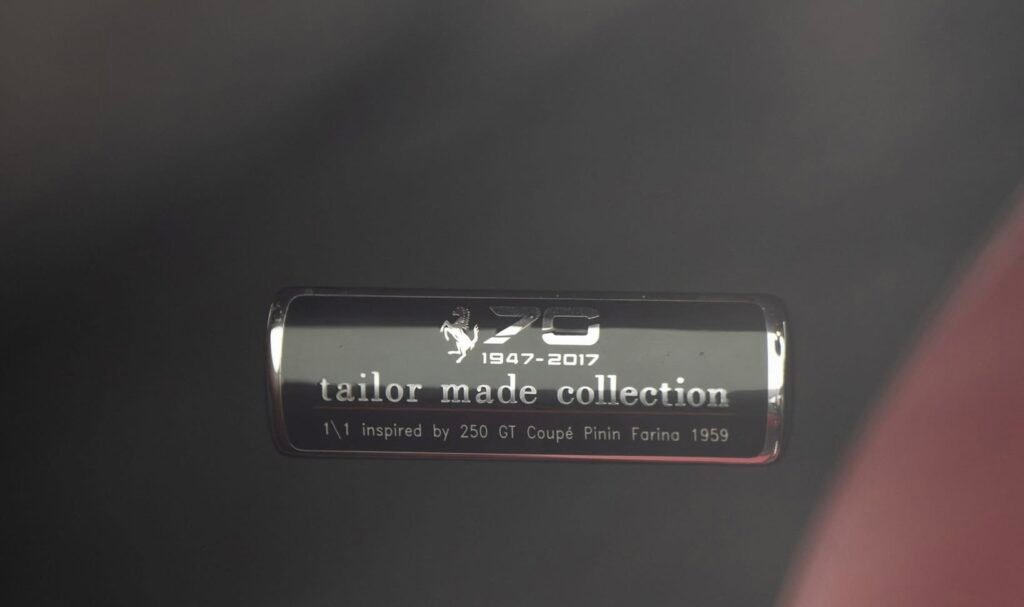 70
1947-2017
tailor made collection
1\1 inspired by 250 GT Coupé Pinin Farina 1959